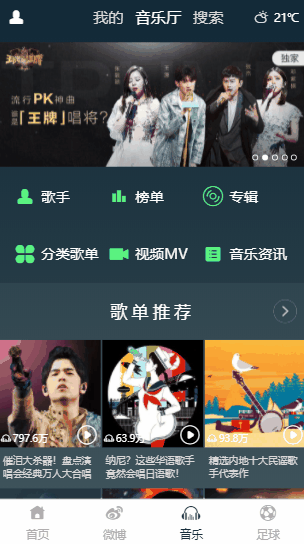 我的 音乐厅 搜索 21℃
独家
流行PK神曲
谁是「王牌」唱将?
歌手 榜单 专辑
分类歌单 视频MV 音乐资讯
歌单推荐
797.6万 63.9万 93.8万
催泪大杀器!盘点演唱会经典万人大合唱
纳尼?这些华语歌手竟然会唱日语歌!
精选内地十大民谣歌手代表作
首页 微博 音乐 足球